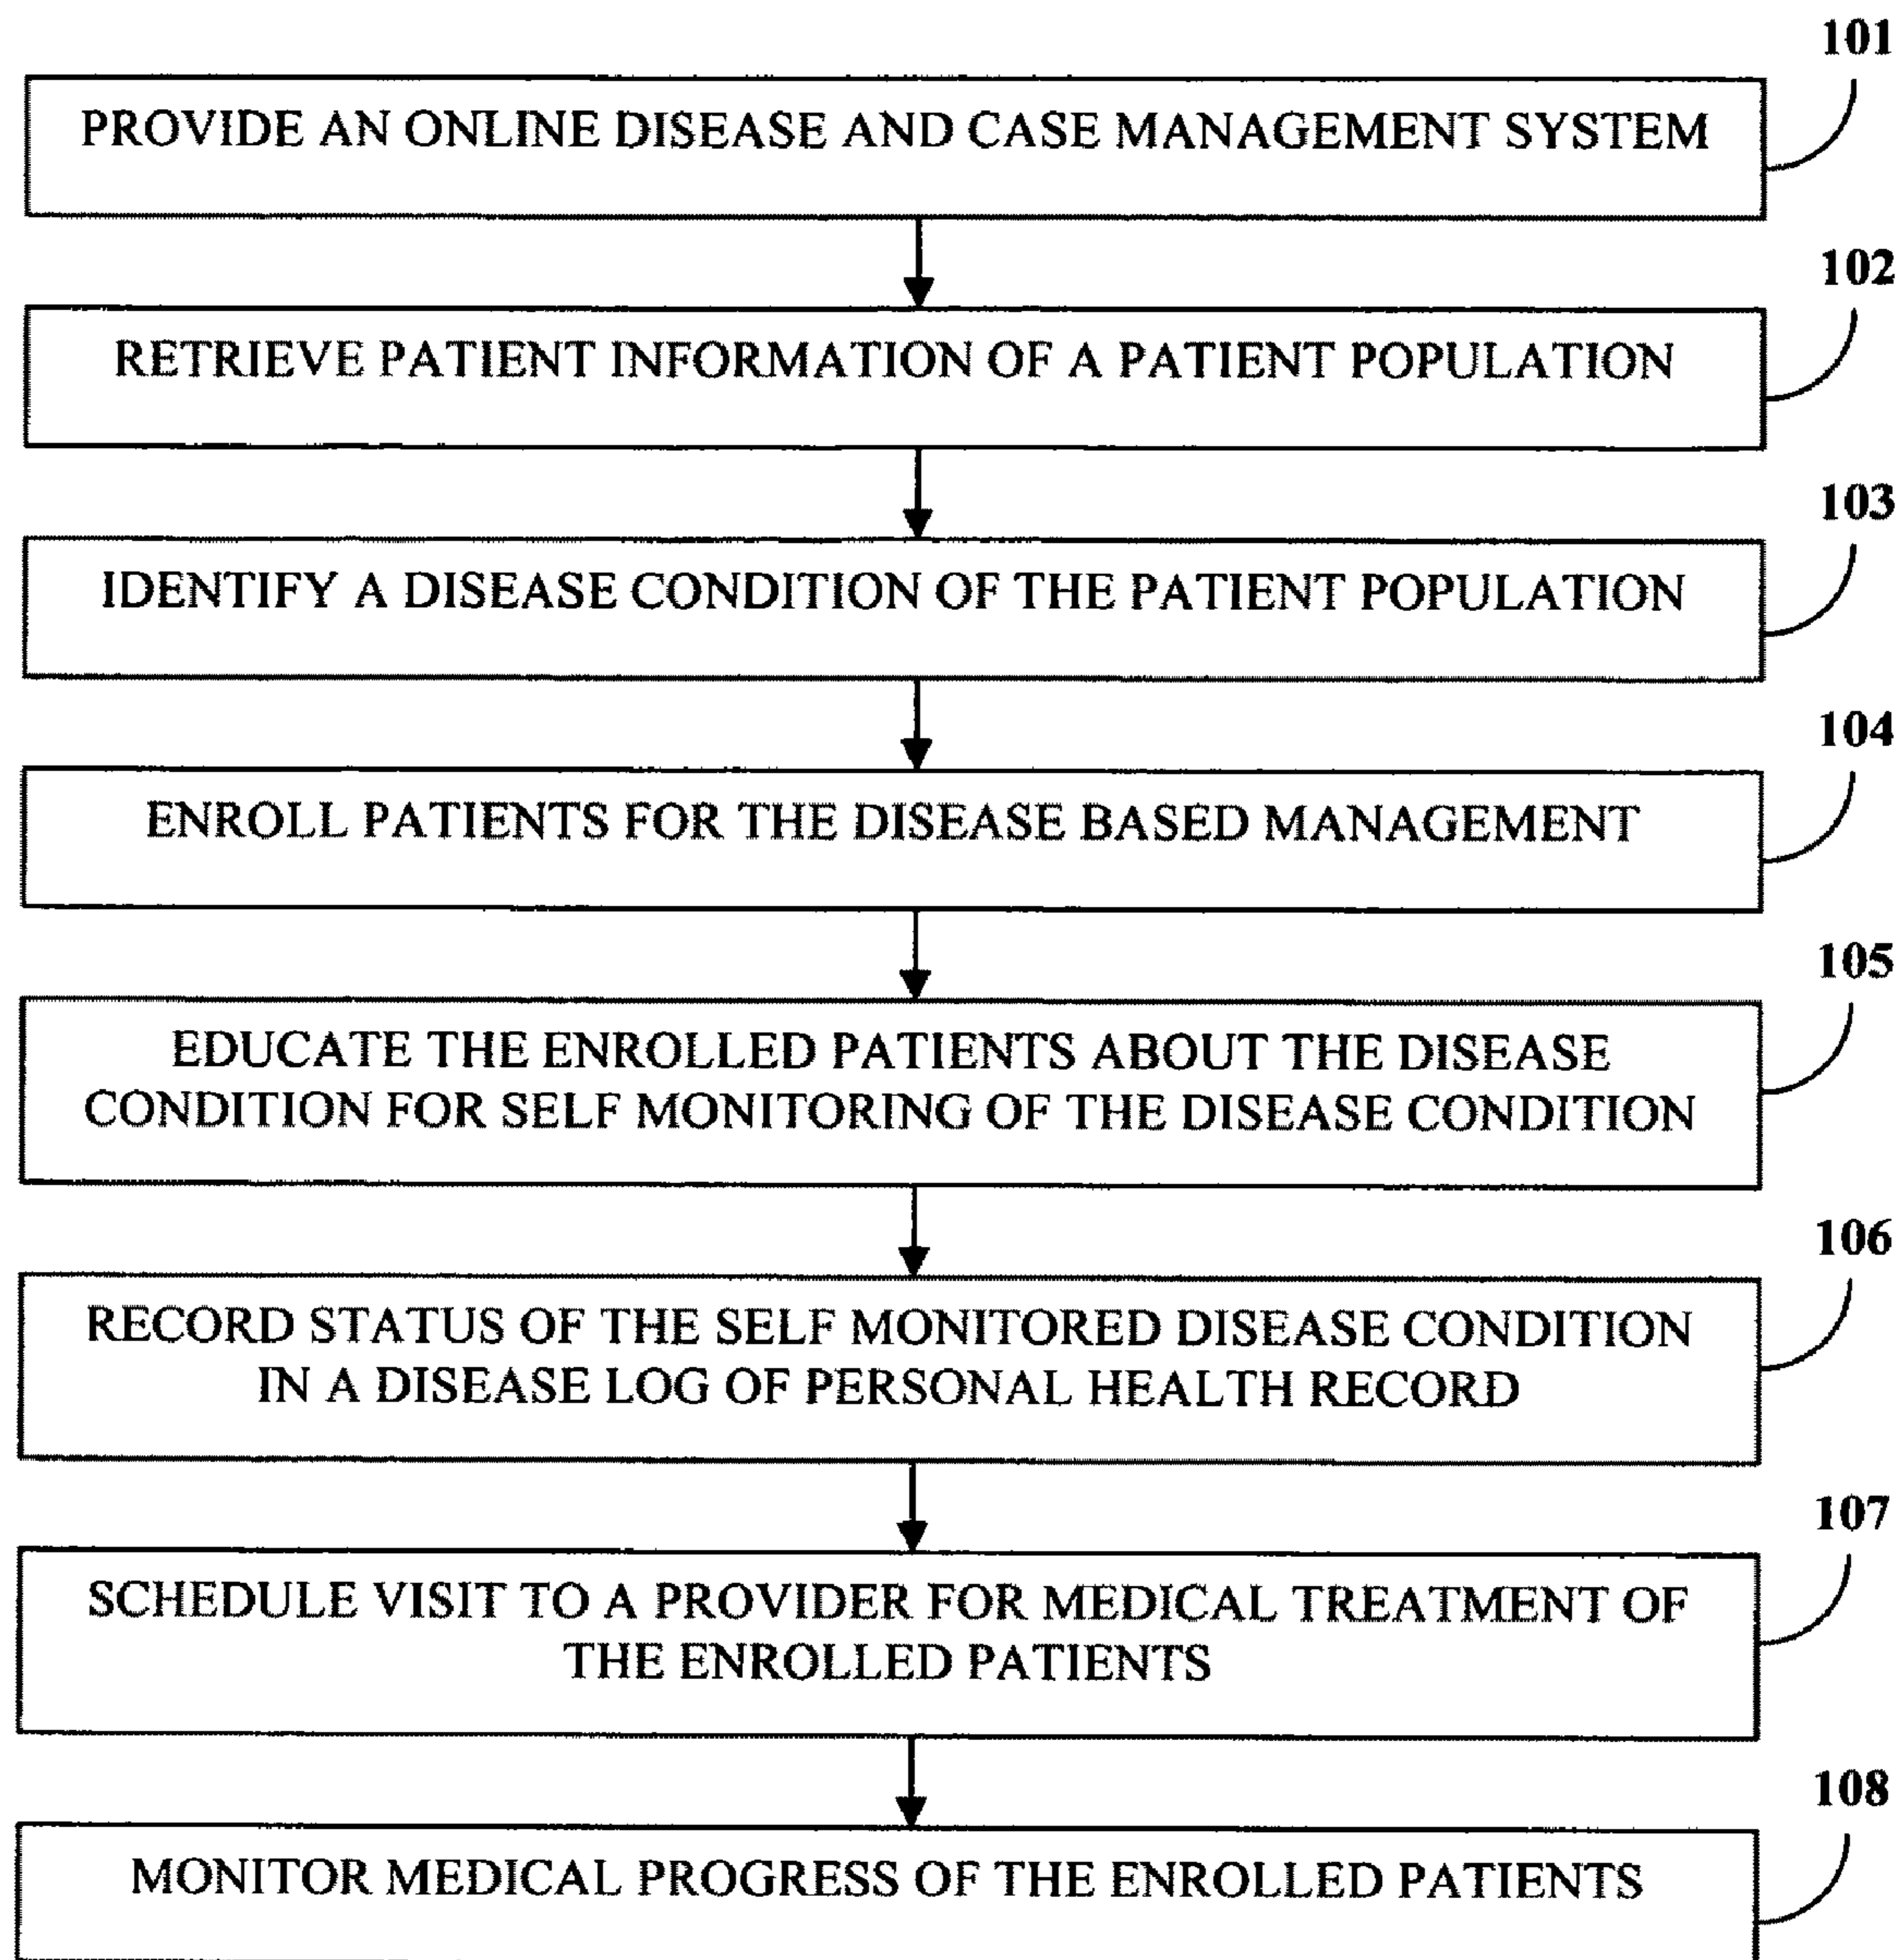 101
PROVIDE AN ONLINE DISEASE AND CASE MANAGEMENT SYSTEM
102
RETRIEVE PATIENT INFORMATION OF A PATIENT POPULATION
103
IDENTIFY A DISEASE CONDITION OF THE PATIENT POPULATION
104
ENROLL PATIENTS FOR THE DISEASE BASED MANAGEMENT
105
EDUCATE THE ENROLLED PATIENTS ABOUT THE DISEASE
CONDITION FOR SELF MONITORING OF THE DISEASE CONDITION
106
RECORD STATUS OF THE SELF MONITORED DISEASE CONDITION
IN A DISEASE LOG OF PERSONAL HEALTH RECORD
107
SCHEDULE VISIT TO A PROVIDER FOR MEDICAL TREATMENT OF
THE ENROLLED PATIENTS
108
MONITOR MEDICAL PROGRESS OF THE ENROLLED PATIENTS